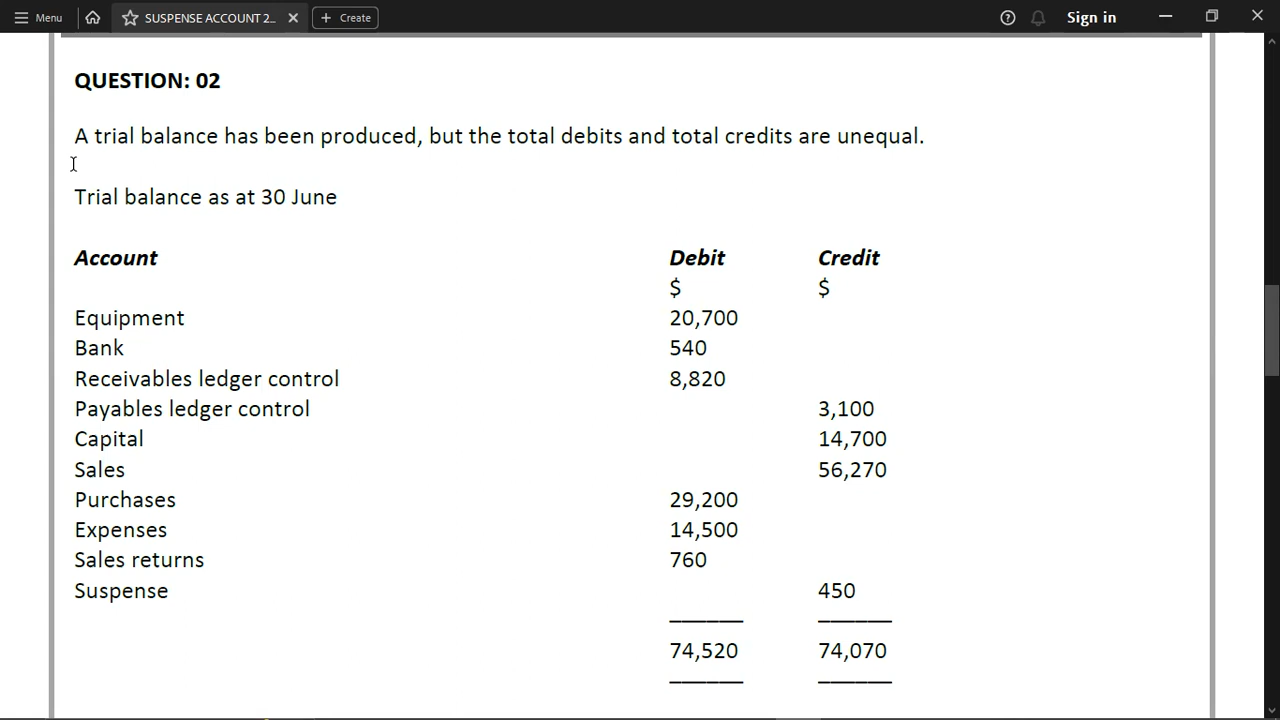 Menu SUSPENSE ACCOUNT 2... Create Sign in
QUESTION: 02
A trial balance has been produced, but the total debits and total credits are unequal.
Trial balance as at 30 June
Account Debit Credit
$ $
Equipment 20,700
Bank 540
Receivables ledger control 8,820
Payables ledger control 3,100
Capital 14,700
Sales 56,270
Purchases 29,200
Expenses 14,500
Sales returns 760
Suspense 450
74,520 74,070